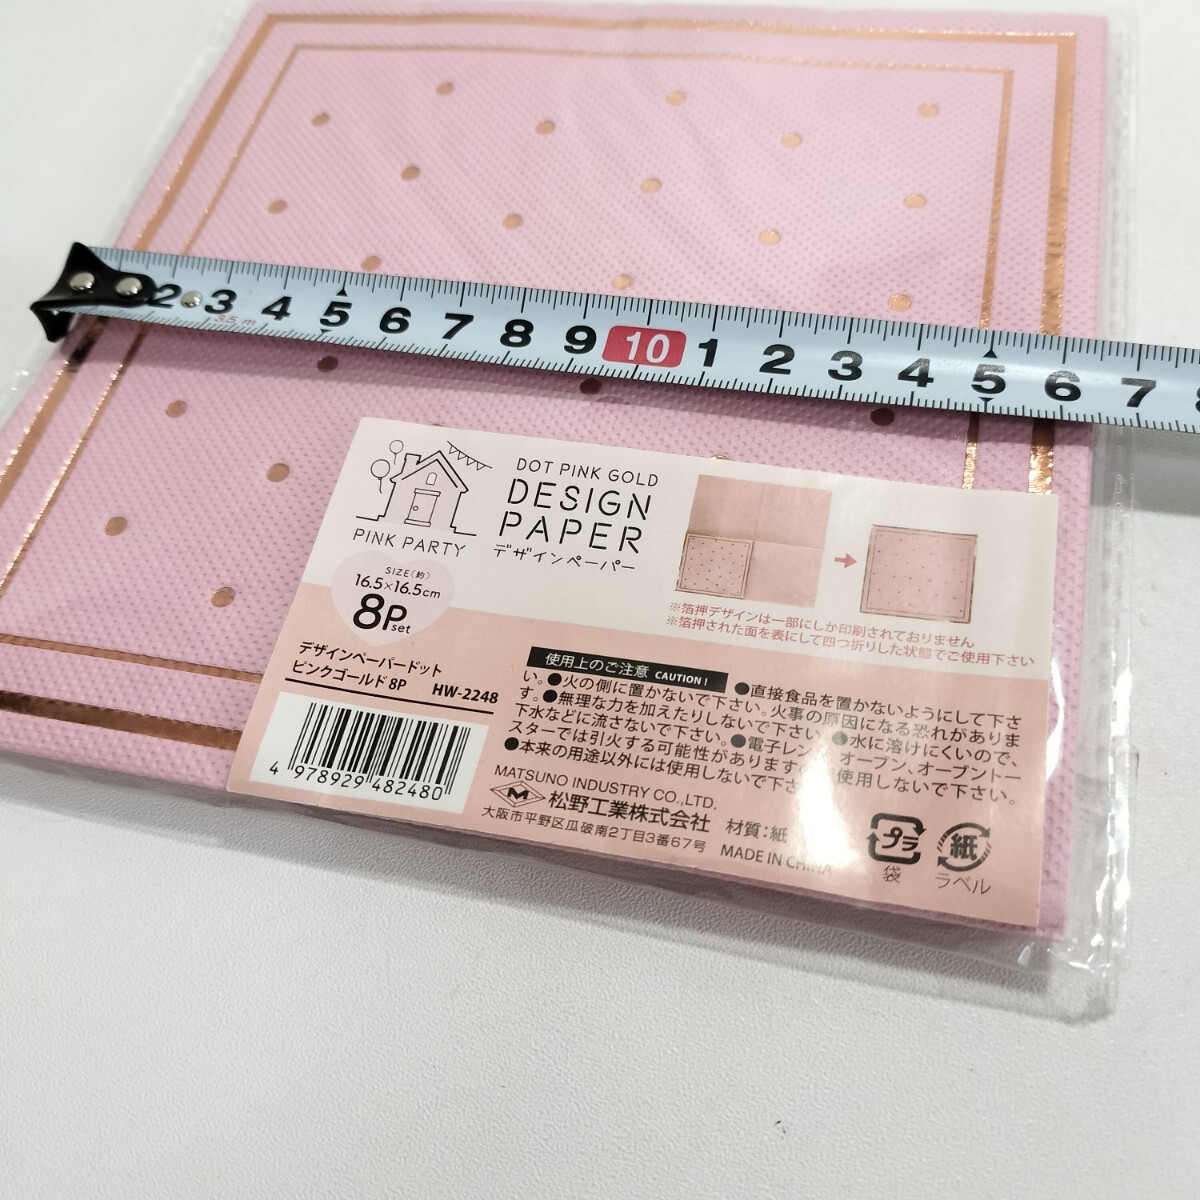 2 3 4 5 6 7 8 9 10 1 2 3 4 5 6 7
3.5 m
PINK PARTY
DOT PINK GOLD
DESIGN
PAPER
デザインペーパー
SIZE(約)
16.5×16.5cm
8P set
※箔押デザインは一部にしか印刷されておりません
※箔押された面を表にして四つ折りした状態でご使用下さい
デザインペーパードット
ピンクゴールド8P HW-2248
4 978929 482480
使用上のご注意 CAUTION!
●直接食品を置かないようにして下さ
い。●火の側に置かないで下さい。火事の原因になる恐れがありま
す。●無理な力を加えたりしないで下さい。●水に溶けにくいので、
下水などに流さないで下さい。●電子レン、オーブン、オーブントー
スターでは引火する可能性があります 使用しないで下さい。
●本来の用途以外には使用しないで下さ
MATSUNO INDUSTRY CO.,LTD.
M 松野工業株式会社
大阪市平野区瓜破南2丁目3番67号
材質:紙
MADE IN CHINA
プラ
袋
紙
ラベル